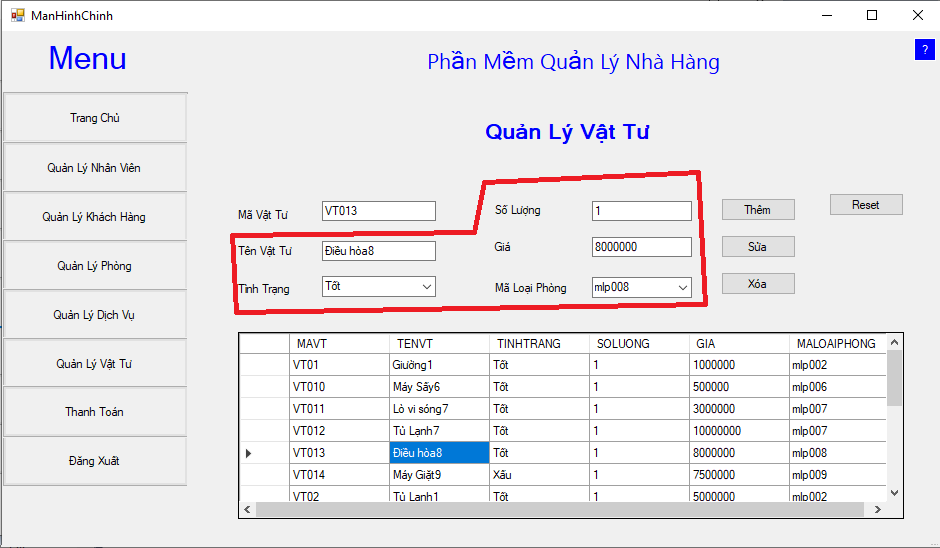 ManHinhChinh
Menu
Phần Mềm Quản Lý Nhà Hàng
?
Trang Chủ
Quản Lý Nhân Viên
Quản Lý Khách Hàng
Quản Lý Phòng
Quản Lý Dịch Vụ
Quản Lý Vật Tư
Thanh Toán
Đăng Xuất
Quản Lý Vật Tư
Mã Vật Tư VT013 Số Lượng 1 Thêm Reset
Tên Vật Tư Điều hòa8 Giá 8000000 Sửa
Tình Trạng Tốt Mã Loại Phòng mlp008 Xóa
MAVT TENVT TINHTRANG SOLUONG GIA MALOAIPHONG
VT01 Giường1 Tốt 1 1000000 mlp002
VT010 Máy Sấy6 Tốt 1 500000 mlp006
VT011 Lò vi sóng7 Tốt 1 3000000 mlp007
VT012 Tủ Lạnh7 Tốt 1 10000000 mlp007
VT013 Điều hòa8 Tốt 1 8000000 mlp008
VT014 Máy Giặt9 Xấu 1 7500000 mlp009
VT02 Tủ Lạnh1 Tốt 1 5000000 mlp002